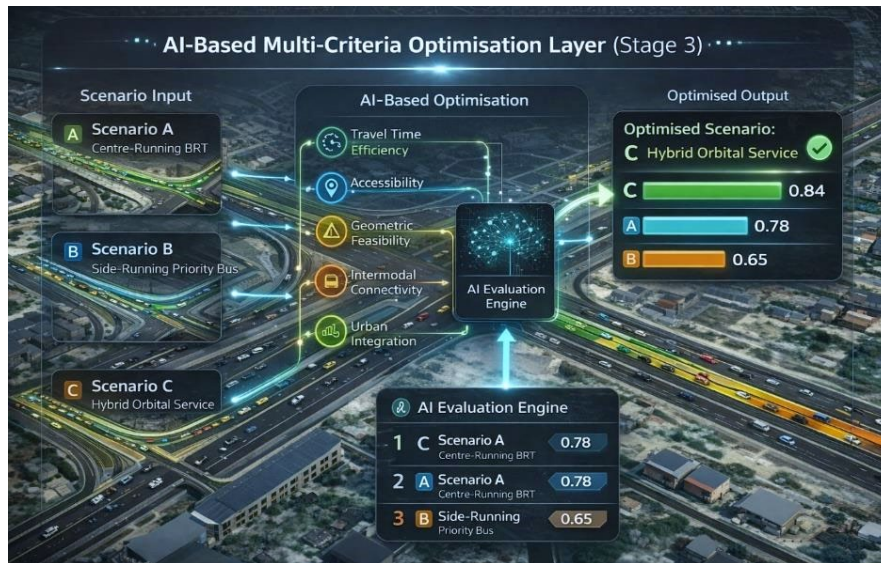 AI-Based Multi-Criteria Optimisation Layer (Stage 3)
Scenario Input
A Scenario A
Centre-Running BRT
B Scenario B
Side-Running Priority Bus
C Scenario C
Hybrid Orbital Service
AI-Based Optimisation
Travel Time
Efficiency
Accessibility
Geometric
Feasibility
Intermodal
Connectivity
Urban
Integration
AI Evaluation
Engine
Optimised Output
Optimised Scenario:
C Hybrid Orbital Service
C 0.84
A 0.78
B 0.65
AI Evaluation Engine
1 C Scenario A 0.78
Centre-Running BRT
2 A Scenario A 0.78
Centre-Running BRT
3 B Side-Running 0.65
Priority Bus